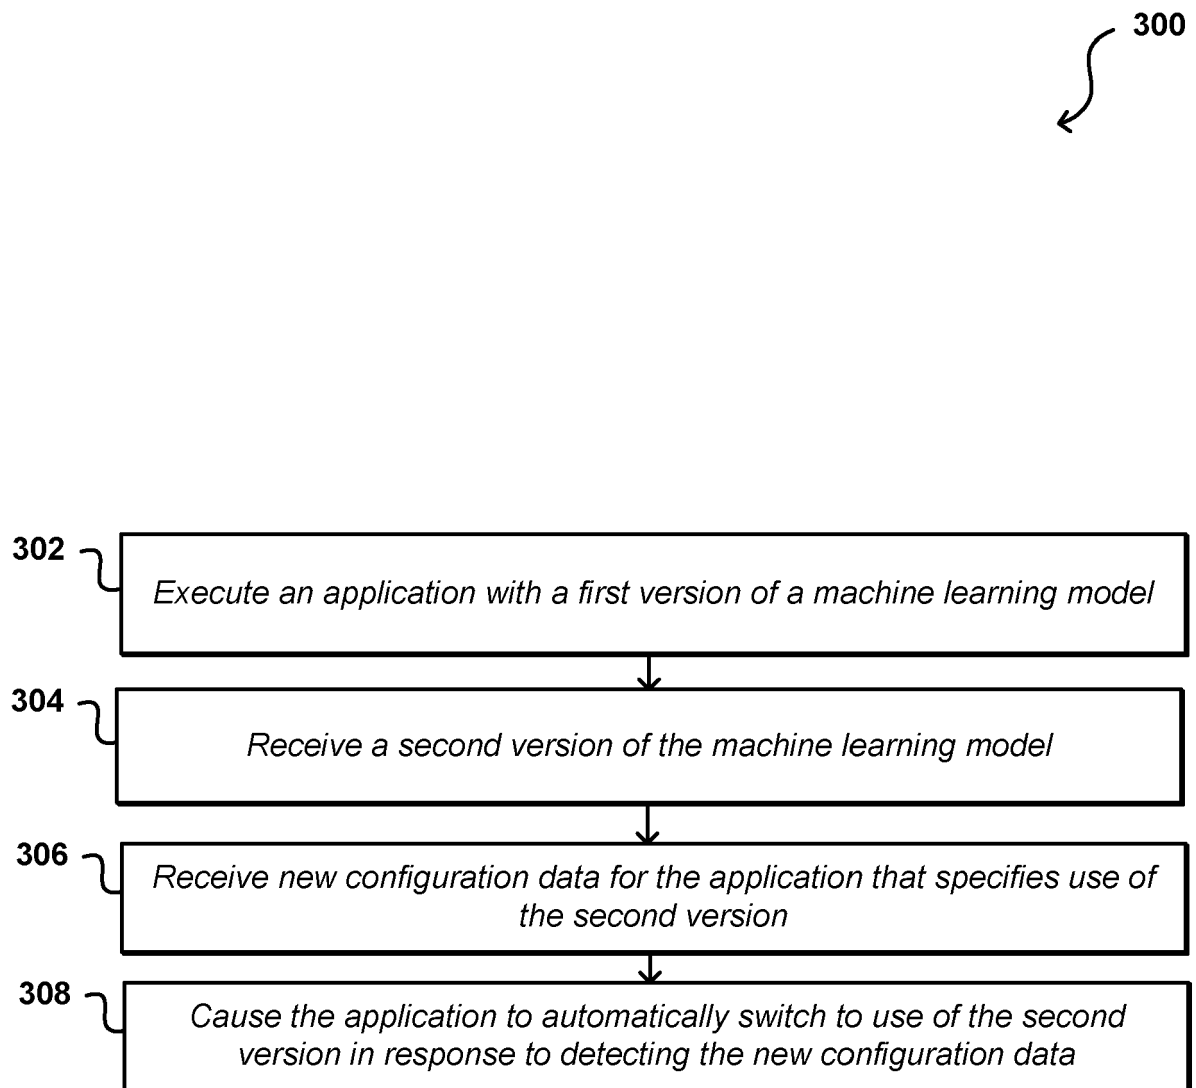 300
302
Execute an application with a first version of a machine learning model
304
Receive a second version of the machine learning model
306
Receive new configuration data for the application that specifies use of
the second version
308
Cause the application to automatically switch to use of the second
version in response to detecting the new configuration data